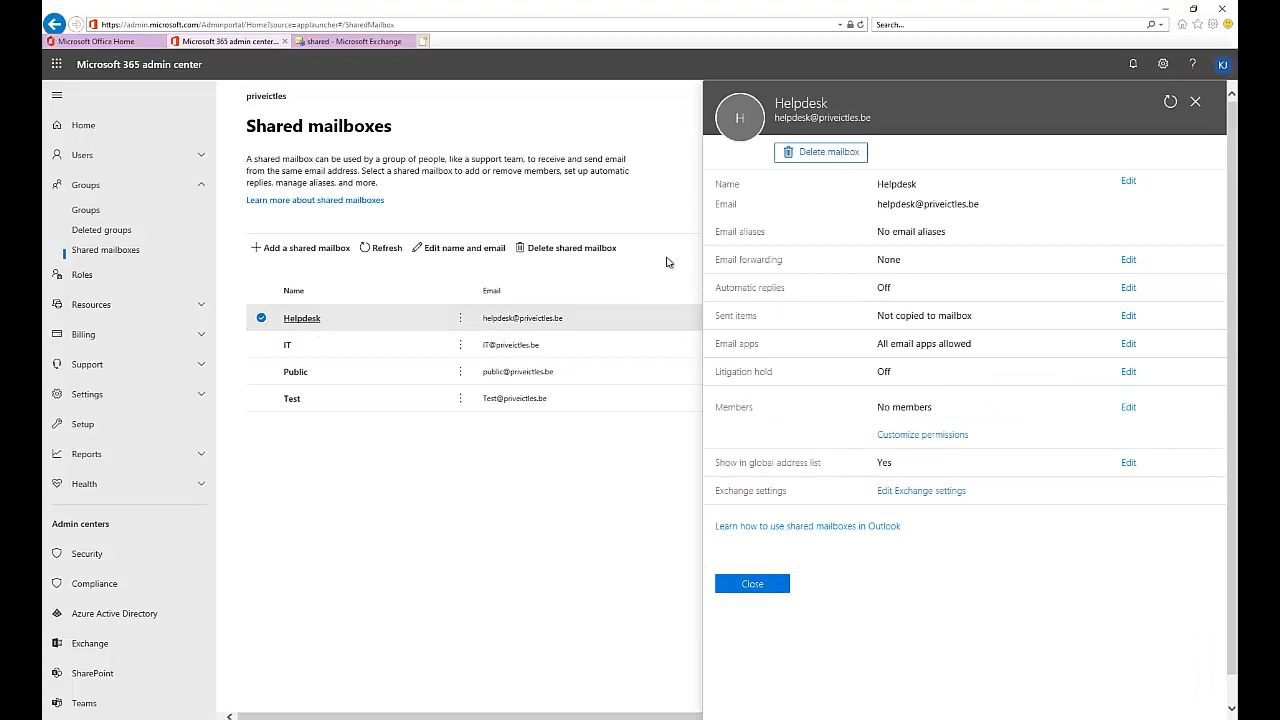 https://admin.microsoft.com/Adminportal/Home?source=applauncher#/SharedMailbox
Search...
Microsoft Office Home
Microsoft 365 admin center...
shared - Microsoft Exchange
Microsoft 365 admin center
?
KJ
Home
Users
Groups
Groups
Deleted groups
Shared mailboxes
Roles
Resources
Billing
Support
Settings
Setup
Reports
Health
Admin centers
Security
Compliance
Azure Active Directory
Exchange
SharePoint
Teams
priveictles
Shared mailboxes
A shared mailbox can be used by a group of people, like a support team, to receive and send email
from the same email address. Select a shared mailbox to add or remove members, set up automatic
replies, manage aliases, and more.
Learn more about shared mailboxes
Add a shared mailbox Refresh Edit name and email Delete shared mailbox
Name Email
Helpdesk helpdesk@priveictles.be
IT IT@priveictles.be
Public public@priveictles.be
Test Test@priveictles.be
H
Helpdesk
helpdesk@priveictles.be
Delete mailbox
Name Helpdesk Edit
Email helpdesk@priveictles.be
Email aliases No email aliases
Email forwarding None Edit
Automatic replies Off Edit
Sent items Not copied to mailbox Edit
Email apps All email apps allowed Edit
Litigation hold Off Edit
Members No members Edit
Customize permissions
Show in global address list Yes Edit
Exchange settings Edit Exchange settings
Learn how to use shared mailboxes in Outlook
Close